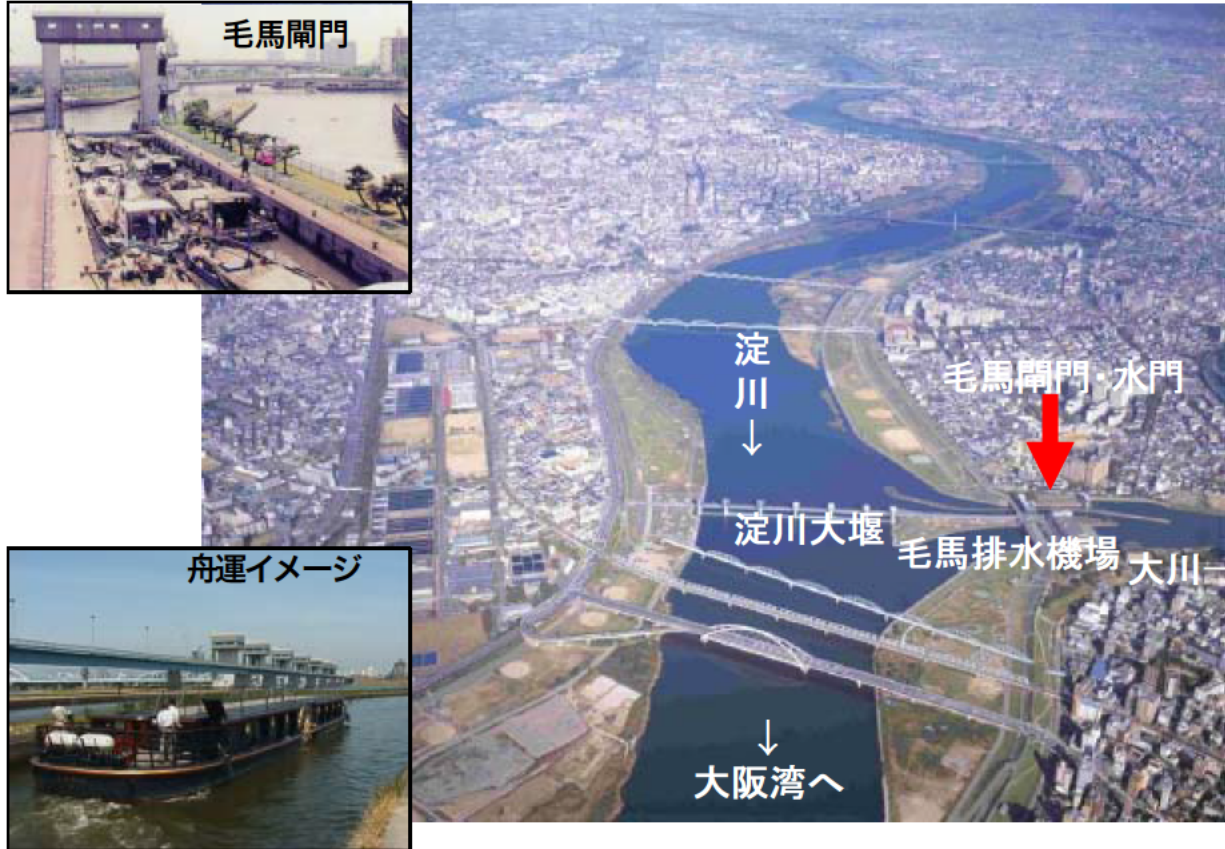 毛馬閘門
淀川
↓
毛馬閘門・水門
淀川大堰
毛馬排水機場
大川→
舟運イメージ
↓
大阪湾へ